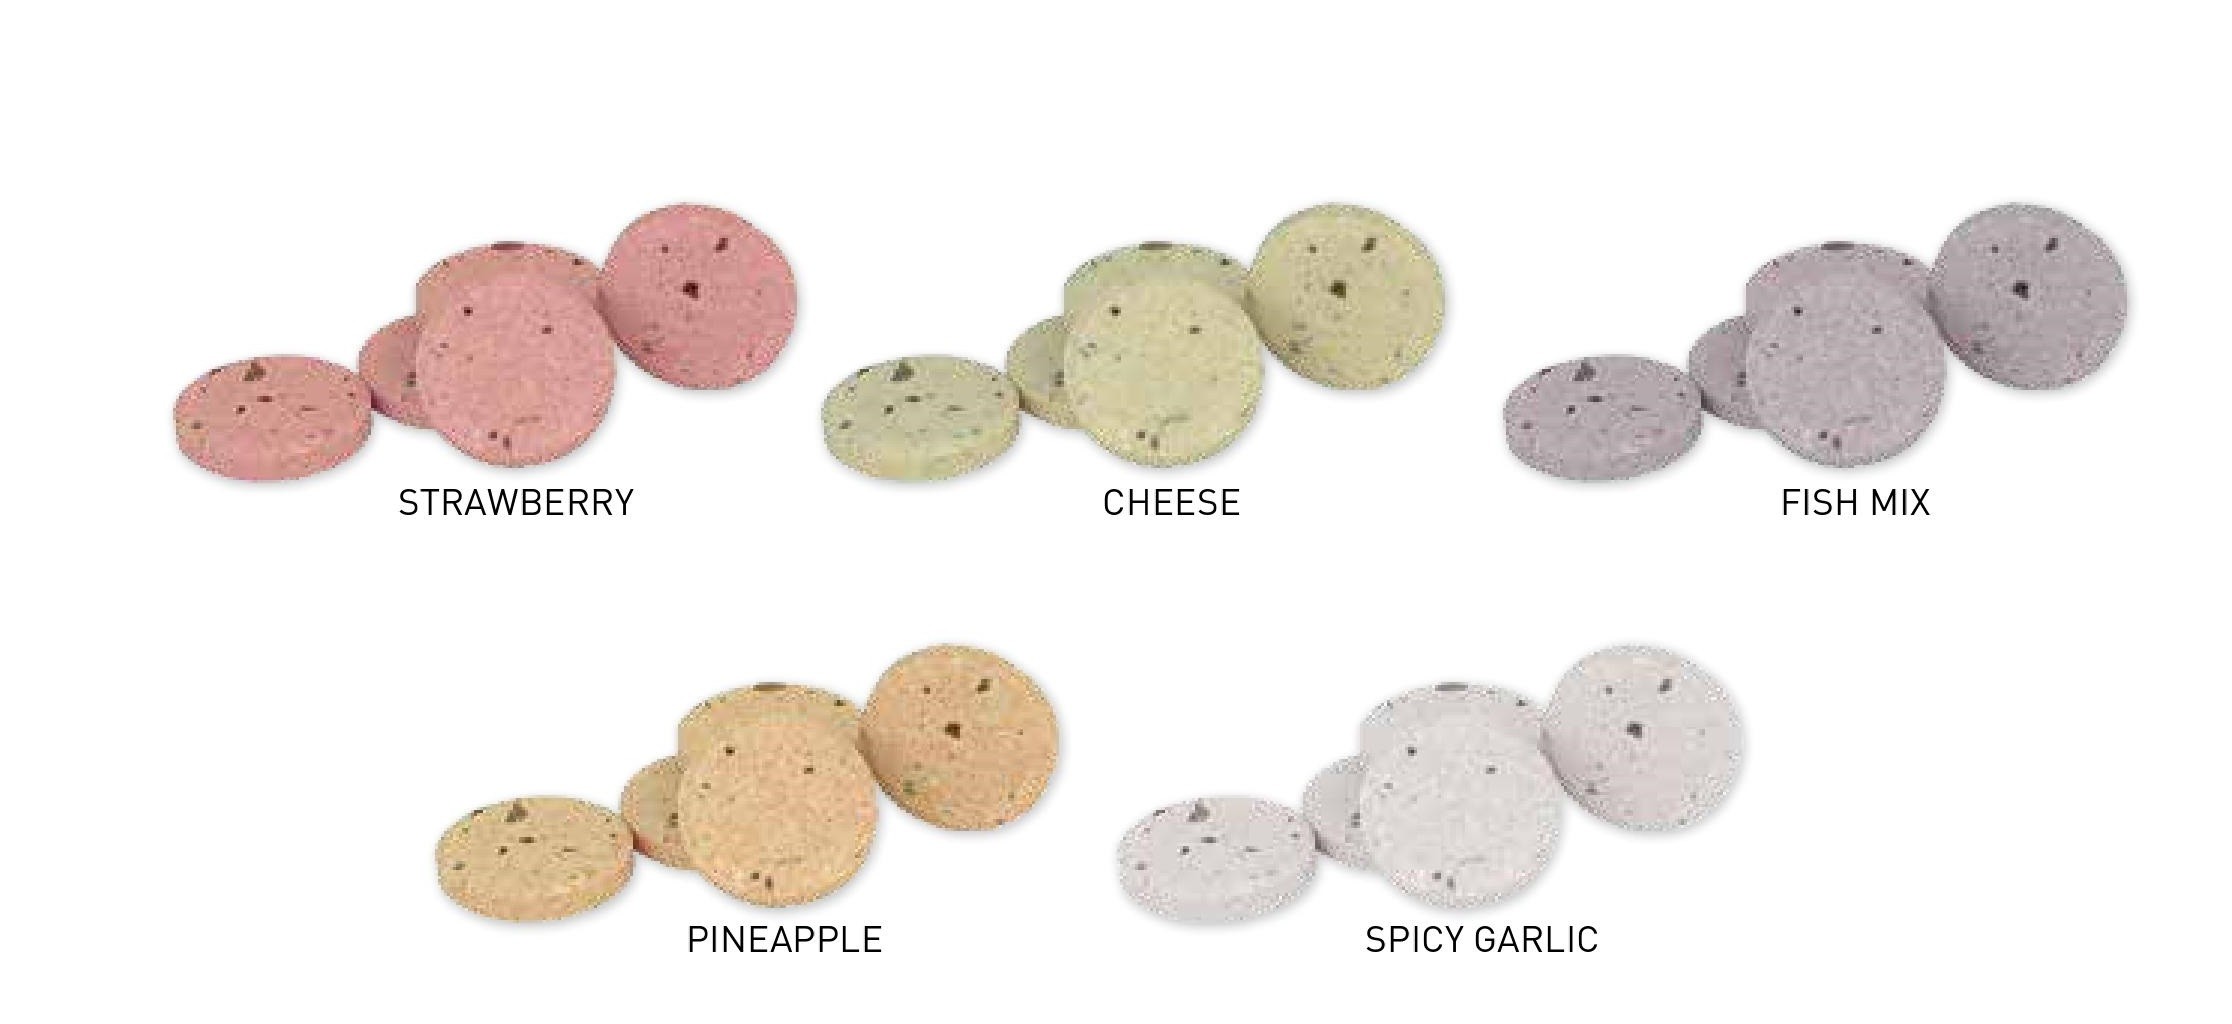 STRAWBERRY
CHEESE
FISH MIX
PINEAPPLE
SPICY GARLIC